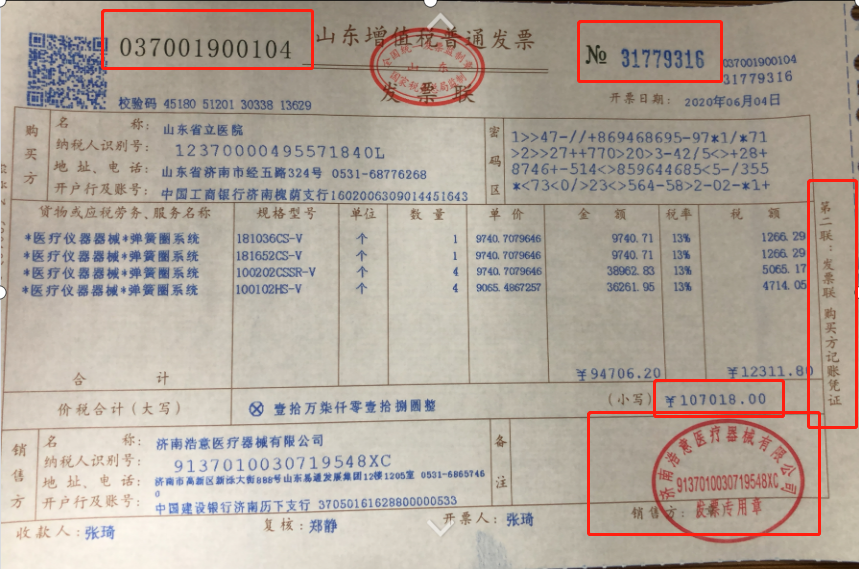 037001900104
山东增值税普通发票
No 31779316
037001900104
31779316
发票联
校验码 45180 51201 30338 13629
开票日期: 2020年06月04日
购买方
名 称: 山东省立医院
纳税人识别号: 12370000495571840L
地址、电话: 山东省济南市经五路324号 0531-68776268
开户行及账号: 中国工商银行济南槐荫支行1602006309014451643
密码区
1>>47-//+869468695-97*1/*71
>2>>27++770>20>3-42/5<>+28+
8746+-514<>859644685<5-/355
*<73<0/>23<>564-58>2-02-*1+
货物或应税劳务、服务名称 规格型号 单位 数量 单价 金额 税率 税额
*医疗仪器器械*弹簧圈系统 181036CS-V 个 1 9740.7079646 9740.71 13% 1266.29
*医疗仪器器械*弹簧圈系统 181652CS-V 个 1 9740.7079646 9740.71 13% 1266.29
*医疗仪器器械*弹簧圈系统 100202CSSR-V 个 4 9740.7079646 38962.83 13% 5065.17
*医疗仪器器械*弹簧圈系统 100102HS-V 个 4 9065.4867257 36261.95 13% 4714.05
合 计 ¥94706.20 ¥12311.80
价税合计(大写) ⊗ 壹拾万柒仟零壹拾捌圆整 (小写) ¥107018.00
销售方
名 称: 济南浩意医疗器械有限公司
纳税人识别号: 9137010030719548XC
地址、电话: 济南市高新区新泺大街888号山东易通发展集团12楼1205室 0531-68657460
开户行及账号: 中国建设银行济南历下支行 37050161628800000533
备注
济南浩意医疗器械有限公司
9137010030719548XC
发票专用章
收款人: 张琦 复核: 郑静 开票人: 张琦 销售方:
第二联:发票联 购买方记账凭证